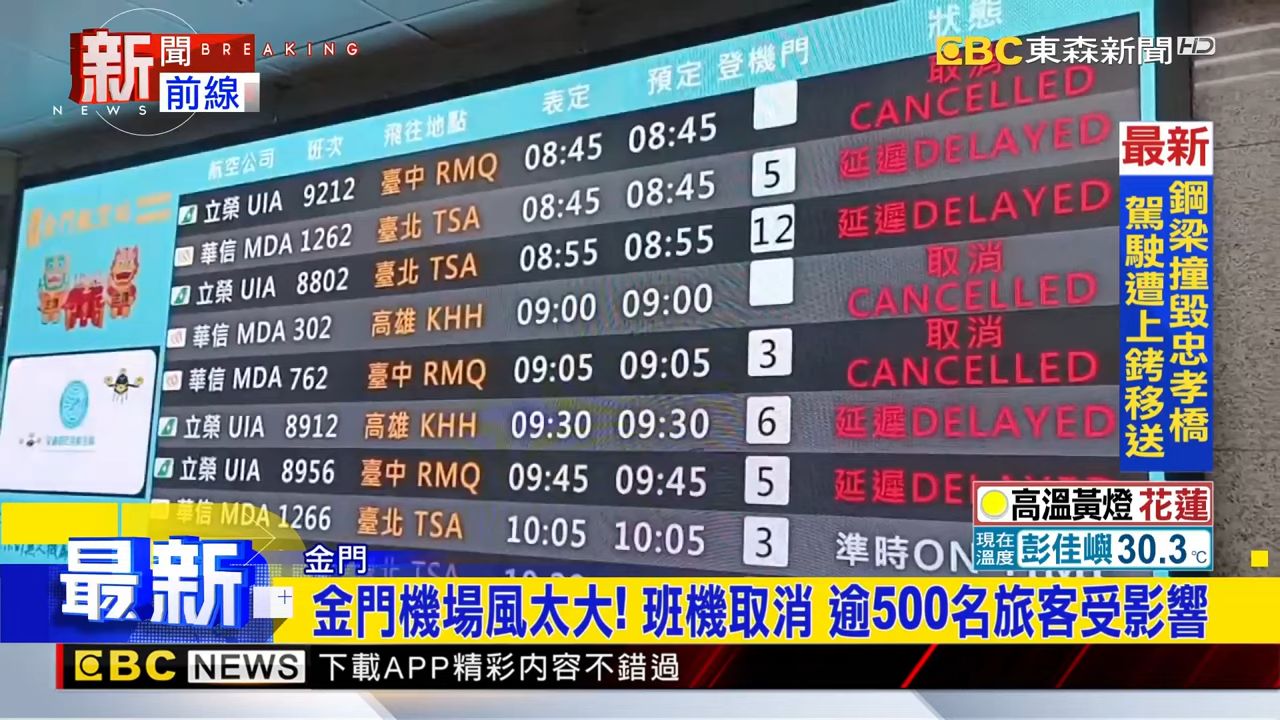 新聞 BREAKING
NEWS 前線
EBC 東森新聞 HD
航空公司 班次 飛往地點 表定 預定 登機門 狀態
立榮 UIA 9212 臺中 RMQ 08:45 08:45 取消 CANCELLED
華信 MDA 1262 臺北 TSA 08:45 08:45 5 延遲DELAYED
立榮 UIA 8802 臺北 TSA 08:55 08:55 12 延遲DELAYED
華信 MDA 302 高雄 KHH 09:00 09:00 取消 CANCELLED
華信 MDA 762 臺中 RMQ 09:05 09:05 3 取消 CANCELLED
立榮 UIA 8912 高雄 KHH 09:30 09:30 6 延遲DELAYED
立榮 UIA 8956 臺中 RMQ 09:45 09:45 5 延遲DE
華信 MDA 1266 臺北 TSA 10:05 10:05 3 準時ON
最新
鋼梁撞毀忠孝橋
駕駛遭上銬移送
高溫黃燈 花蓮
現在溫度 彭佳嶼 30.3℃
最新
金門
金門機場風太大! 班機取消 逾500名旅客受影響
EBC NEWS 下載APP精彩内容不錯過